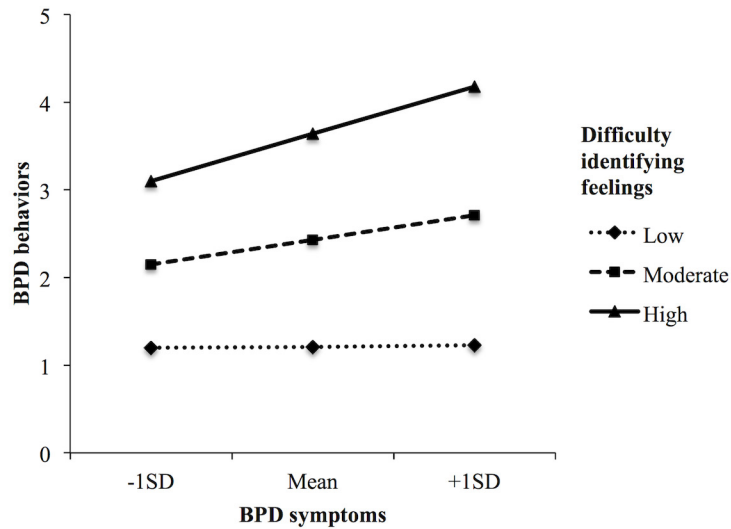 5
4
3
2
1
0
BPD behaviors
-1SD Mean +1SD
BPD symptoms
Difficulty
identifying
feelings
Low
Moderate
High